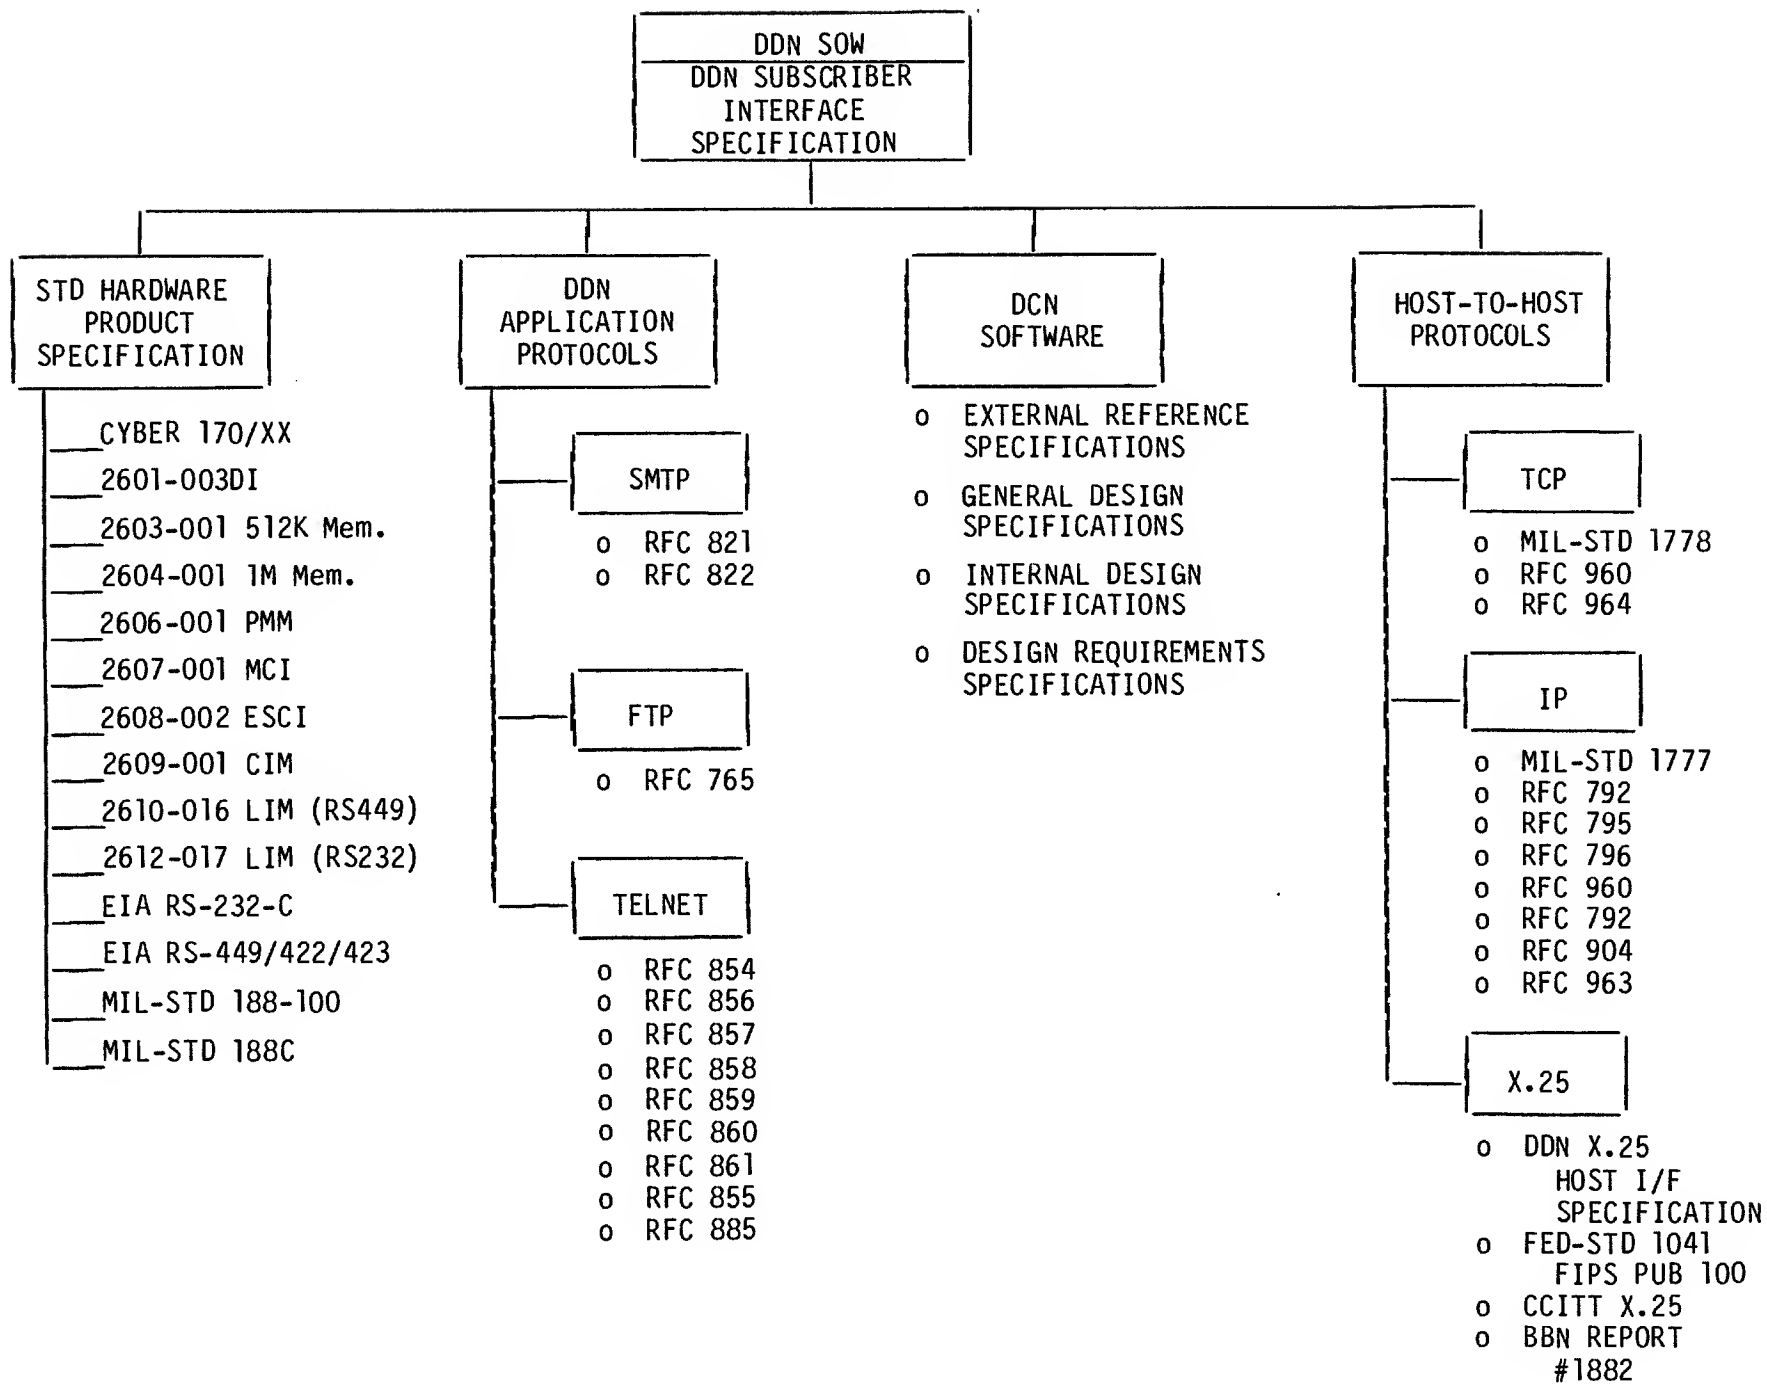 DDN SOW
DDN SUBSCRIBER
INTERFACE
SPECIFICATION
STD HARDWARE
PRODUCT
SPECIFICATION
CYBER 170/XX
2601-003DI
2603-001 512K Mem.
2604-001 1M Mem.
2606-001 PMM
2607-001 MCI
2608-002 ESCI
2609-001 CIM
2610-016 LIM (RS449)
2612-017 LIM (RS232)
EIA RS-232-C
EIA RS-449/422/423
MIL-STD 188-100
MIL-STD 188C
DDN
APPLICATION
PROTOCOLS
SMTP
o RFC 821
o RFC 822
FTP
o RFC 765
TELNET
o RFC 854
o RFC 856
o RFC 857
o RFC 858
o RFC 859
o RFC 860
o RFC 861
o RFC 855
o RFC 885
DCN
SOFTWARE
o EXTERNAL REFERENCE
SPECIFICATIONS
o GENERAL DESIGN
SPECIFICATIONS
o INTERNAL DESIGN
SPECIFICATIONS
o DESIGN REQUIREMENTS
SPECIFICATIONS
HOST-TO-HOST
PROTOCOLS
TCP
o MIL-STD 1778
o RFC 960
o RFC 964
IP
o MIL-STD 1777
o RFC 792
o RFC 795
o RFC 796
o RFC 960
o RFC 792
o RFC 904
o RFC 963
X.25
o DDN X.25
HOST I/F
SPECIFICATION
o FED-STD 1041
FIPS PUB 100
o CCITT X.25
o BBN REPORT
#1882